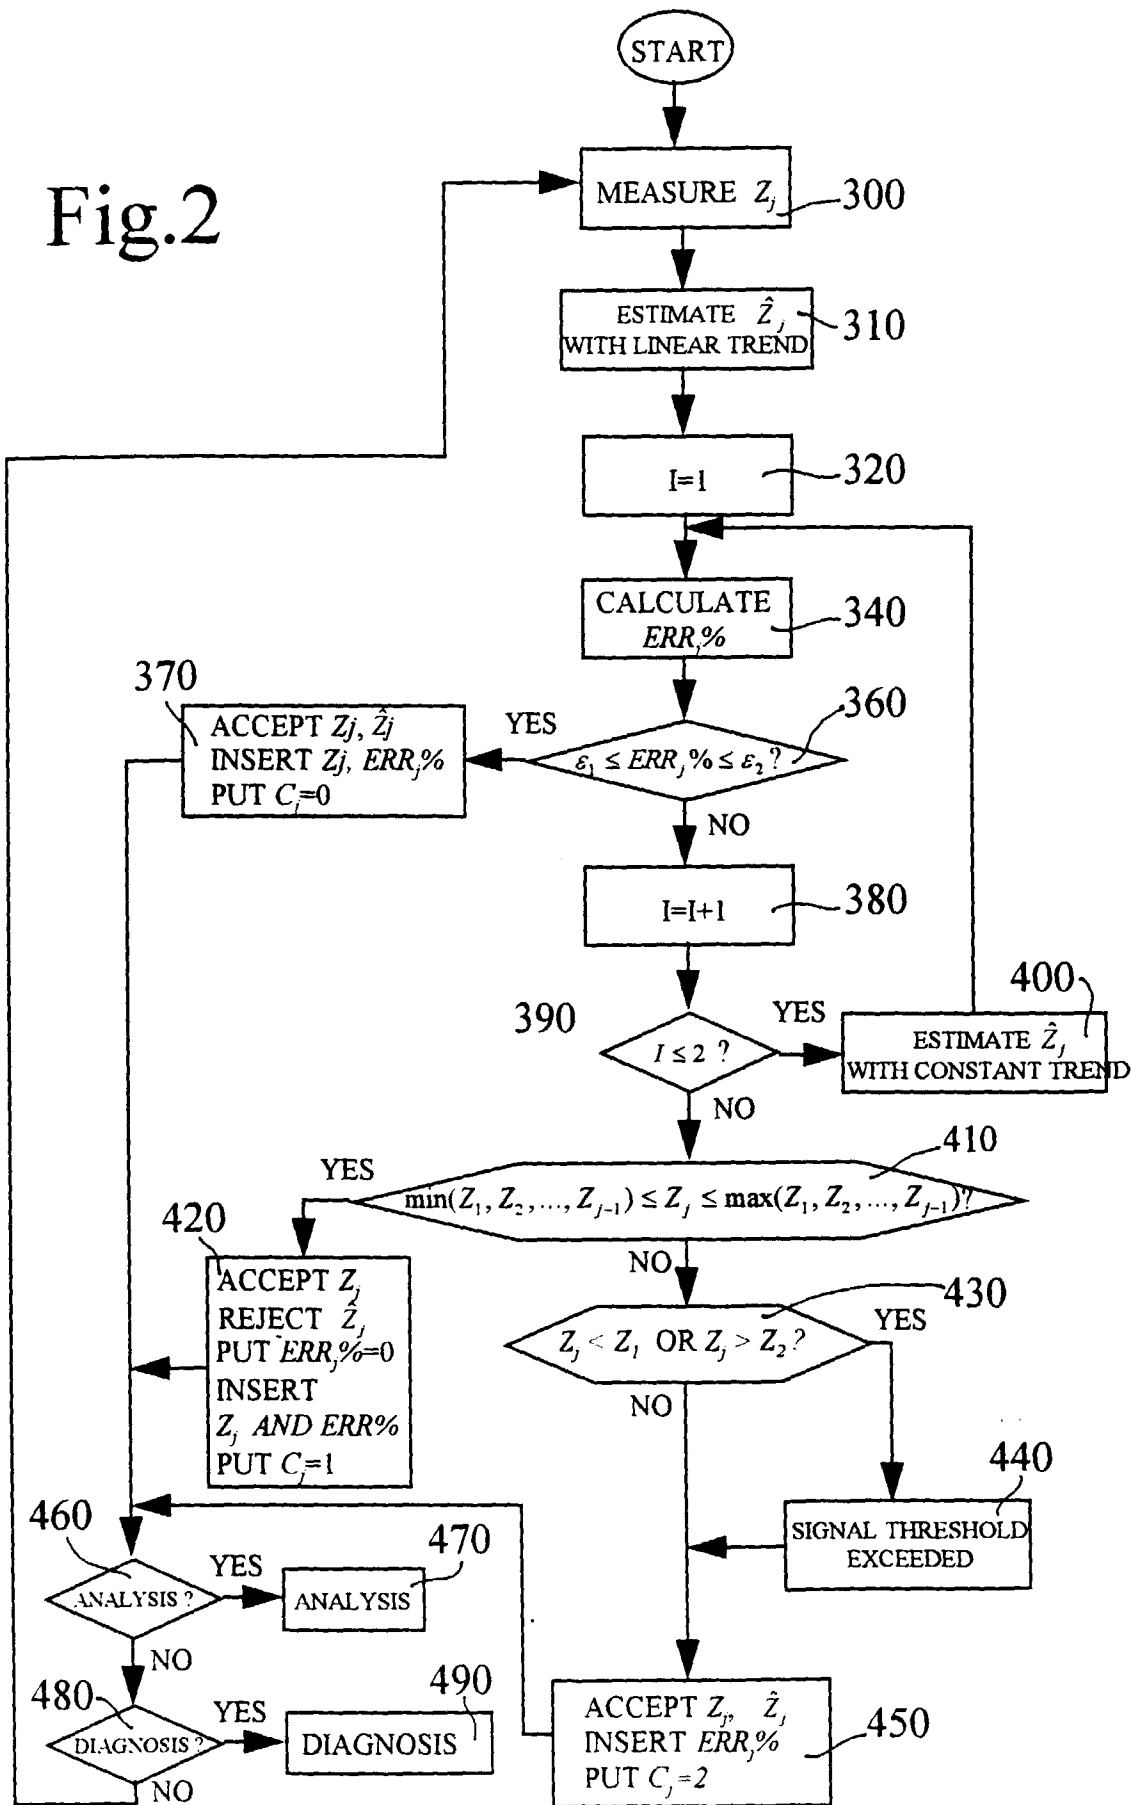 START
Fig.2
MEASURE Zj
300
ESTIMATE Ẑj
WITH LINEAR TREND
310
I=1
320
CALCULATE
ERRj%
340
370
ACCEPT Zj, Ẑj
INSERT Zj, ERRj%
PUT Cj=0
YES
ε1 ≤ ERRj% ≤ ε2 ?
360
NO
I=I+1
380
390
I ≤ 2 ?
YES
400
ESTIMATE Ẑj
WITH CONSTANT TREND
NO
410
YES
min(Z1, Z2, ..., Zj-1) ≤ Zj ≤ max(Z1, Z2, ..., Zj-1)?
420
NO
ACCEPT Zj
REJECT Ẑj
PUT ERRj%=0
INSERT
Zj AND ERR%
PUT Cj=1
430
Zj < Z1 OR Zj > Z2?
YES
NO
440
SIGNAL THRESHOLD
EXCEEDED
460
ANALYSIS ?
YES
470
ANALYSIS
NO
480
DIAGNOSIS ?
YES
490
DIAGNOSIS
NO
ACCEPT Zj, Ẑj
INSERT ERRj%
PUT Cj=2
450